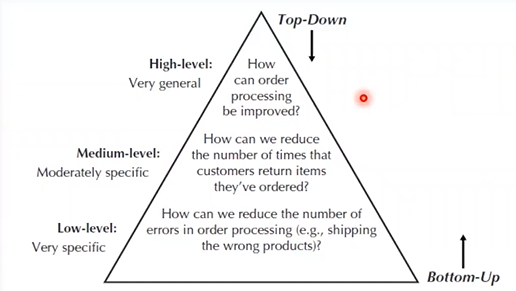 Top-Down
High-level:
Very general
How
can order
processing
be improved?
Medium-level:
Moderately specific
How can we reduce
the number of times that
customers return items
they've ordered?
Low-level:
Very specific
How can we reduce the number of
errors in order processing (e.g., shipping
the wrong products)?
Bottom-Up